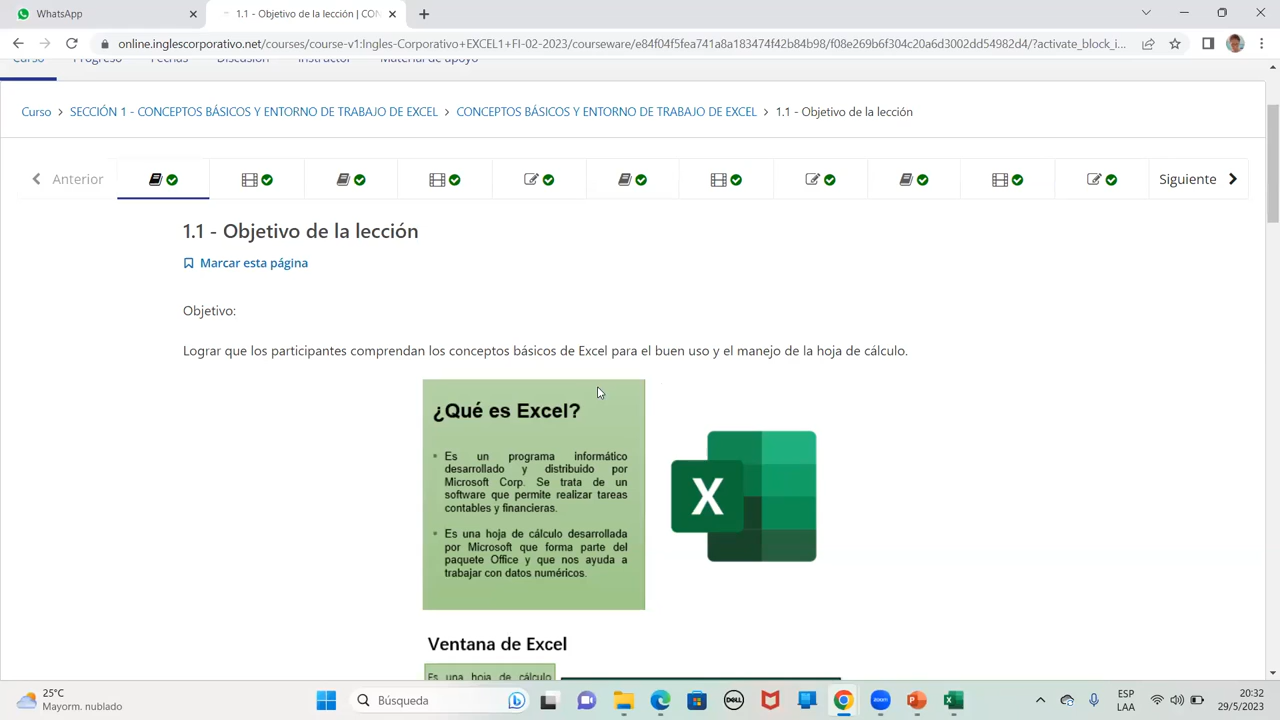 WhatsApp
1.1 - Objetivo de la lección | CON
online.inglescorporativo.net/courses/course-v1:Ingles-Corporativo+EXCEL1+FI-02-2023/courseware/e84f04f5fea741a8a183474f42b84b98/f08e269b6f304c20a6d3002dd54982d4/?activate_block_i...
Curso Progreso Fechas Discusión Instructor Material de apoyo
Curso > SECCIÓN 1 - CONCEPTOS BÁSICOS Y ENTORNO DE TRABAJO DE EXCEL > CONCEPTOS BÁSICOS Y ENTORNO DE TRABAJO DE EXCEL > 1.1 - Objetivo de la lección
Anterior
Siguiente
1.1 - Objetivo de la lección
Marcar esta página
Objetivo:
Lograr que los participantes comprendan los conceptos básicos de Excel para el buen uso y el manejo de la hoja de cálculo.
¿Qué es Excel?
• Es un programa informático
desarrollado y distribuido por
Microsoft Corp. Se trata de un
software que permite realizar tareas
contables y financieras.
• Es una hoja de cálculo desarrollada
por Microsoft que forma parte del
paquete Office y que nos ayuda a
trabajar con datos numéricos.
X
Ventana de Excel
Es una hoja de cálculo
25°C
Mayorm. nublado
Búsqueda
DELL
zoom
ESP
LAA
20:32
29/5/2023